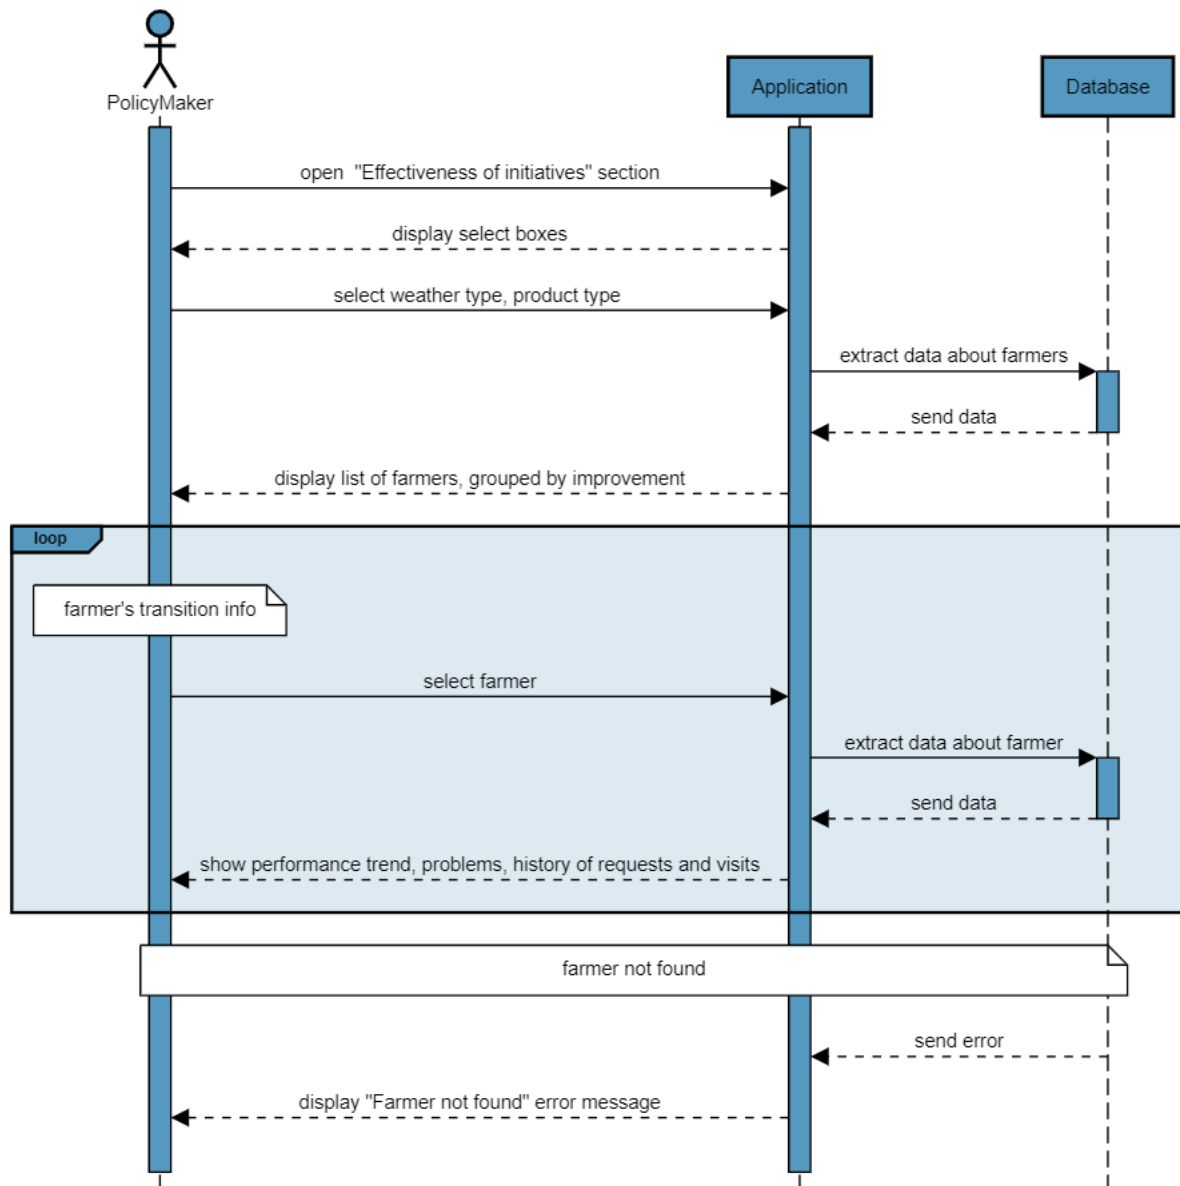 PolicyMaker
Application
Database
open "Effectiveness of initiatives" section
display select boxes
select weather type, product type
extract data about farmers
send data
display list of farmers, grouped by improvement
loop
farmer's transition info
select farmer
extract data about farmer
send data
show performance trend, problems, history of requests and visits
farmer not found
send error
display "Farmer not found" error message